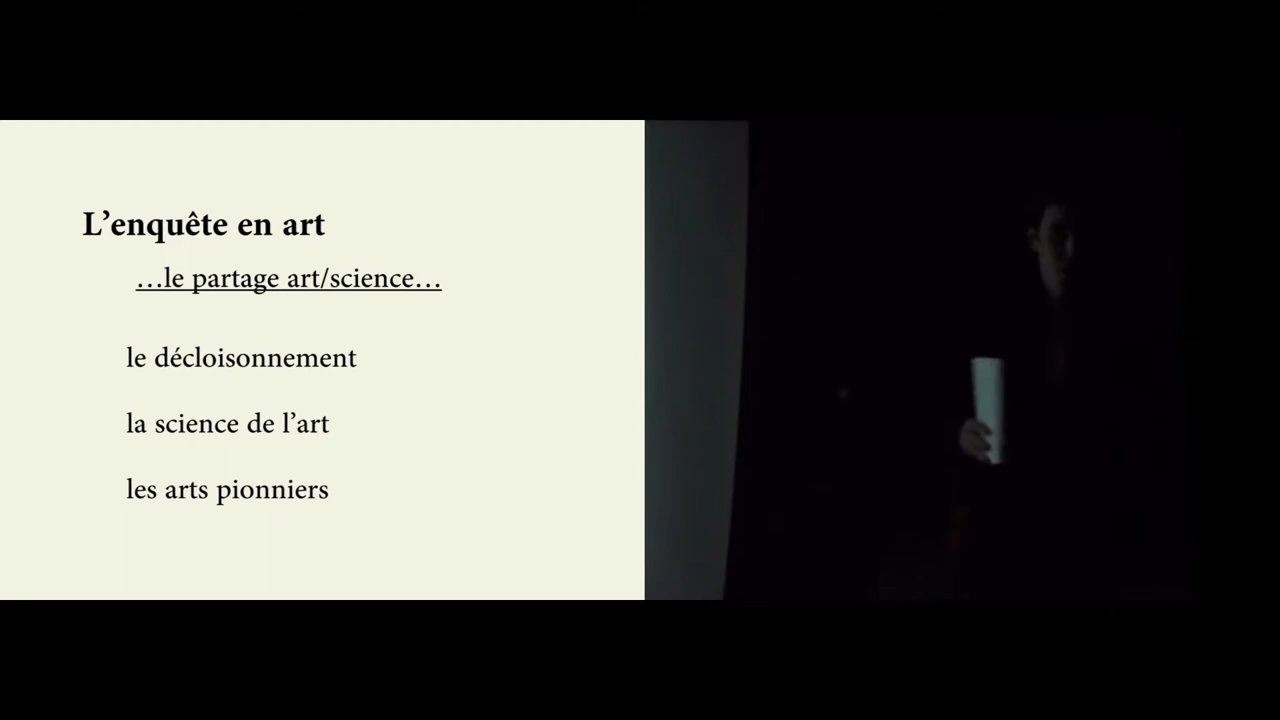 L’enquête en art
…le partage art/science…
le décloisonnement
la science de l’art
les arts pionniers